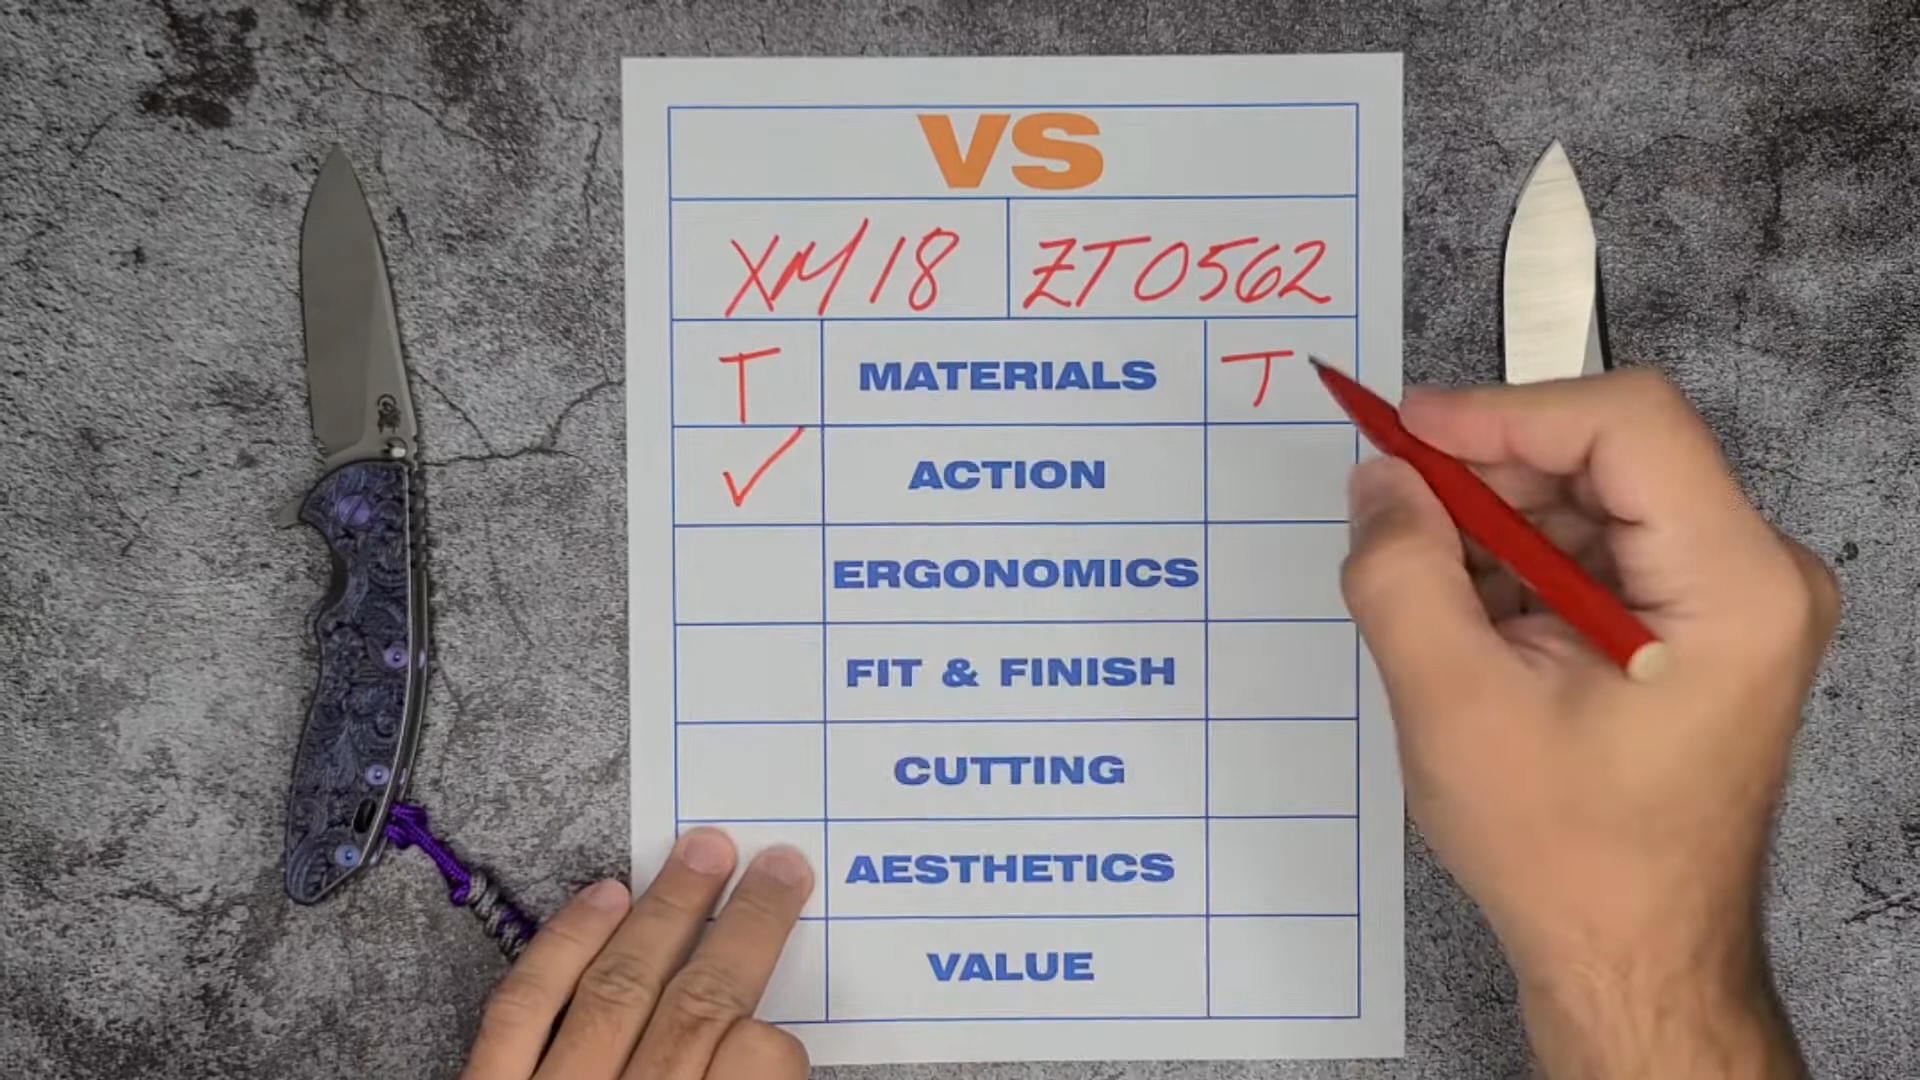 VS
XM18 ZT0562
T MATERIALS T
✓ ACTION
ERGONOMICS
FIT & FINISH
CUTTING
AESTHETICS
VALUE